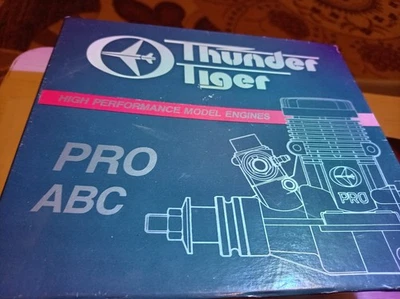 Thunder
Tiger
HIGH PERFORMANCE MODEL ENGINES
PRO
ABC
PRO